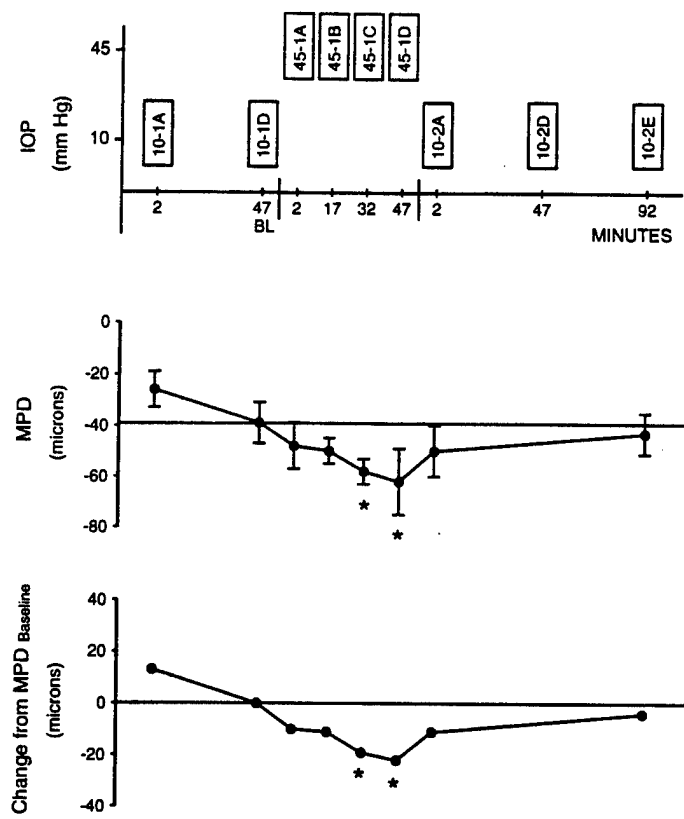 45-1A 45-1B 45-1C 45-1D
45
IOP
(mm Hg)
10
10-1A 10-1D 10-2A 10-2D 10-2E
2 47 2 17 32 47 2 47 92
BL
MINUTES
0
-20
MPD
(microns)
-40
-60
* *
-80
40
20
Change from MPD Baseline
(microns)
0
-20
* *
-40